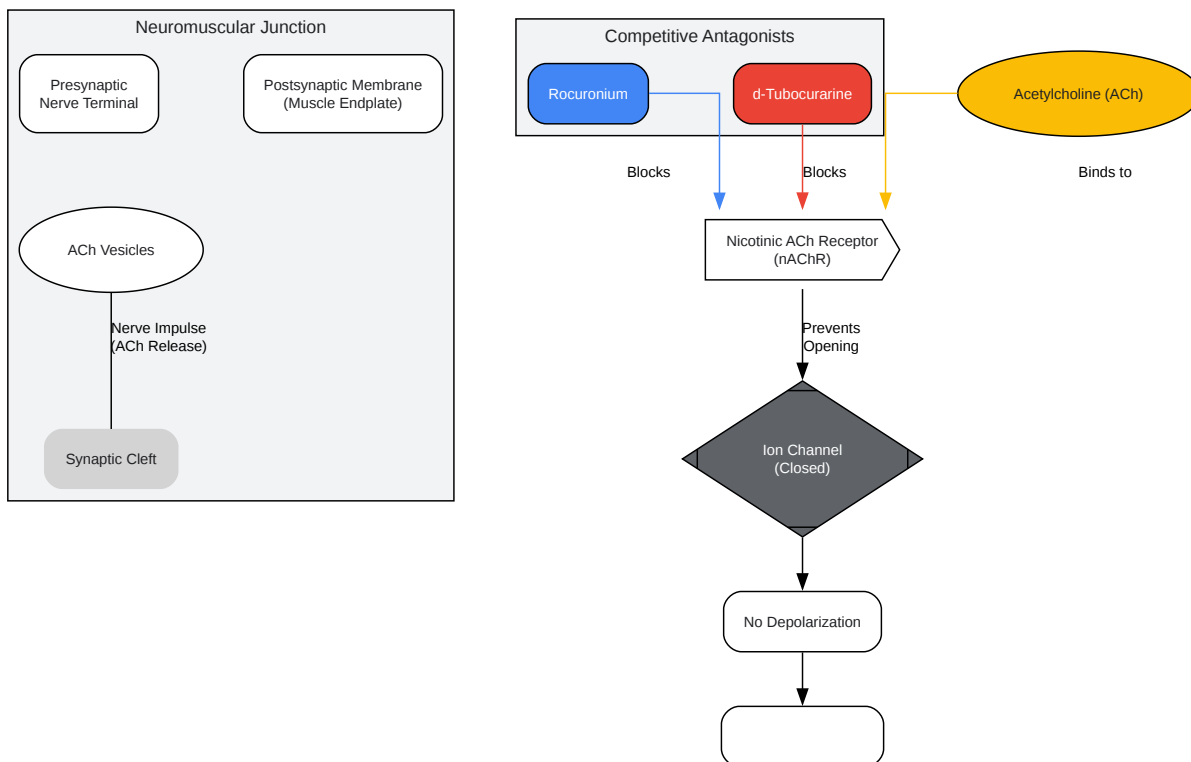 Neuromuscular Junction
Presynaptic
Nerve Terminal
Postsynaptic Membrane
(Muscle Endplate)
ACh Vesicles
Nerve Impulse
(ACh Release)
Synaptic Cleft
Competitive Antagonists
Rocuronium
d-Tubocurarine
Acetylcholine (ACh)
Blocks
Blocks
Binds to
Nicotinic ACh Receptor
(nAChR)
Prevents
Opening
Ion Channel
(Closed)
No Depolarization